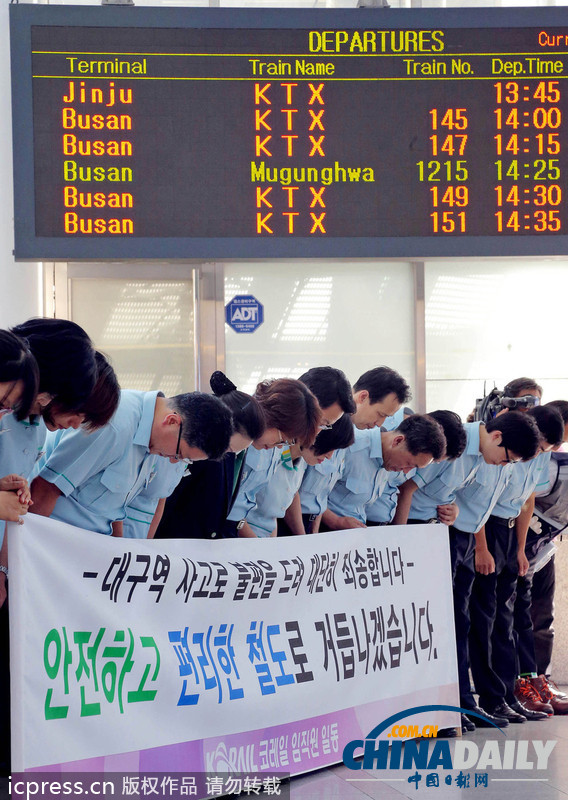 DEPARTURES
Curr
Terminal Train Name Train No. Dep.Time
Jinju KTX 13:45
Busan KTX 145 14:00
Busan KTX 147 14:15
Busan Mugunghwa 1215 14:25
Busan KTX 149 14:30
Busan KTX 151 14:35
ADT
-대구역 사고로 불편을 드려 대단히 죄송합니다-
안전하고 편리한 철도로 거듭나겠습니다.
KORAIL 코레일 임직원 일동
.COM.CN
CHINADAILY
中国日报网
icpress.cn 版权作品 请勿转载